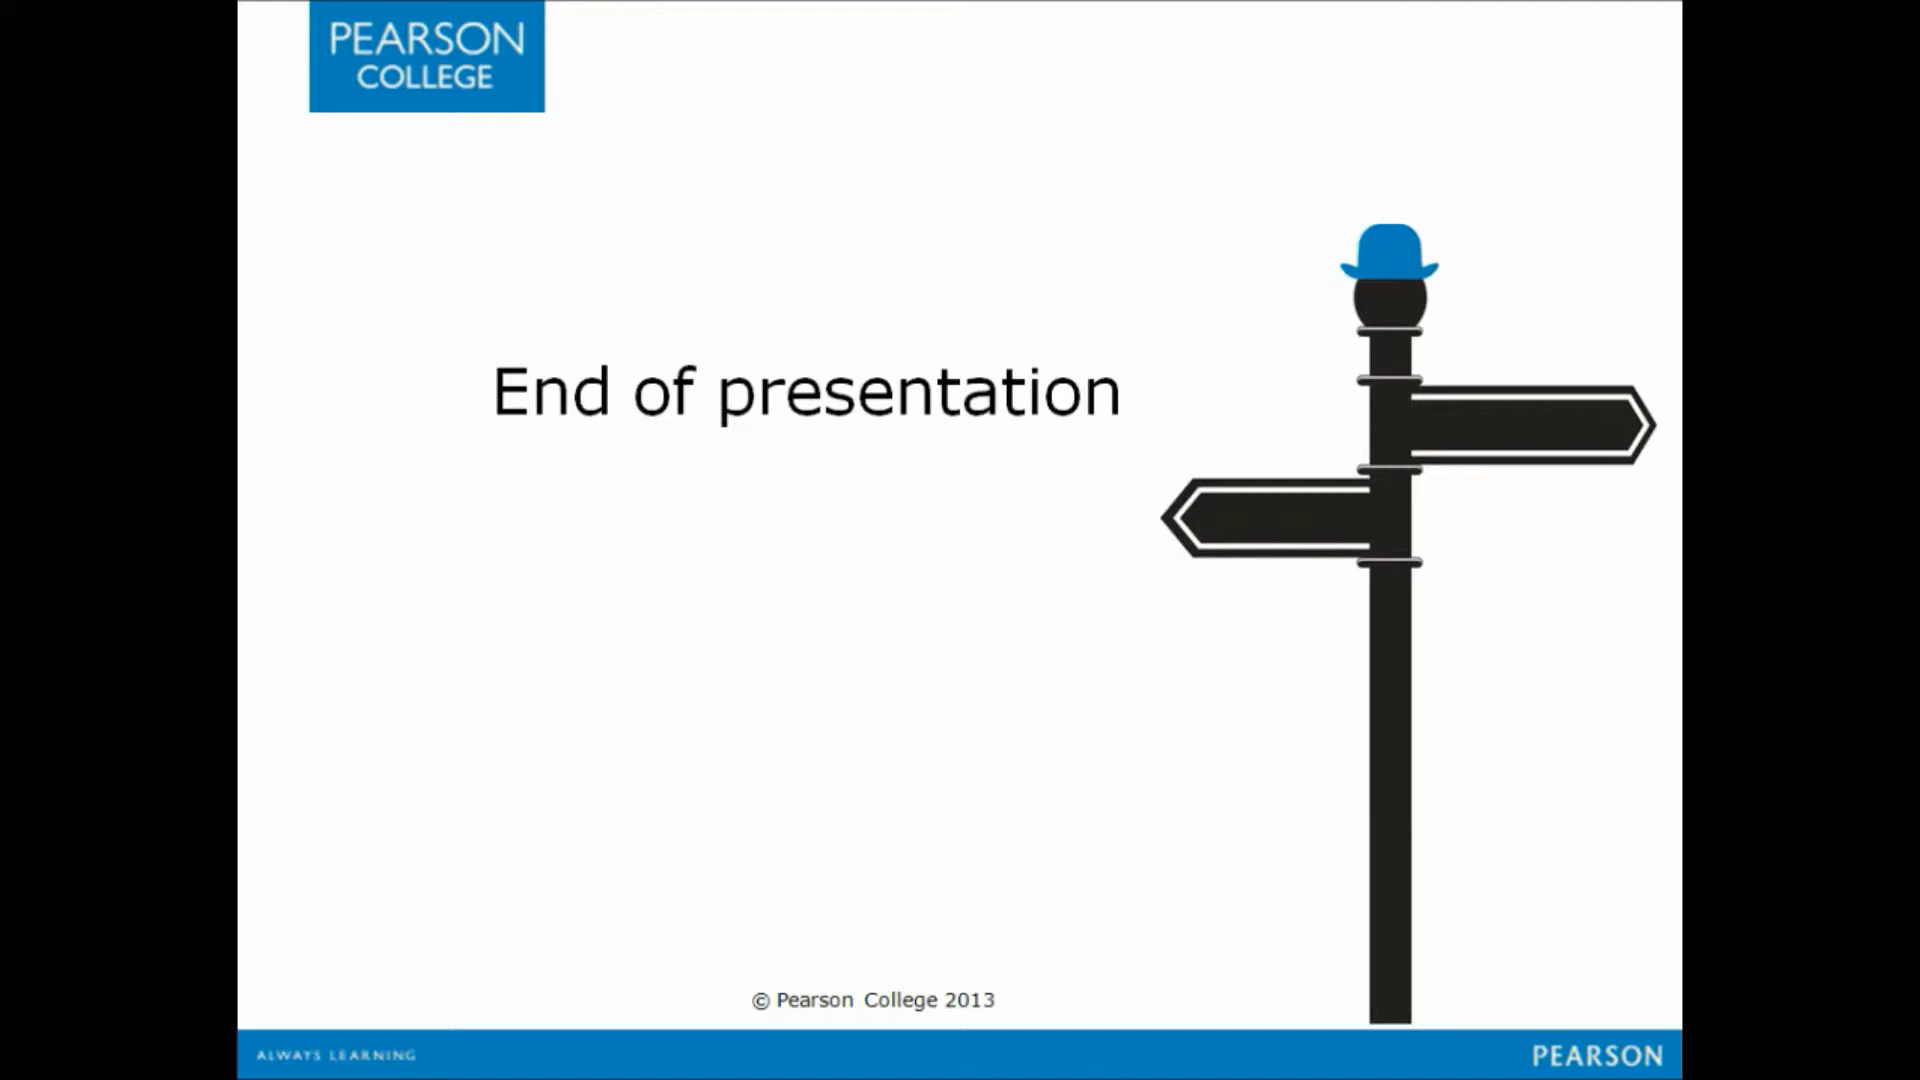 PEARSON
COLLEGE
End of presentation
© Pearson College 2013
ALWAYS LEARNING
PEARSON